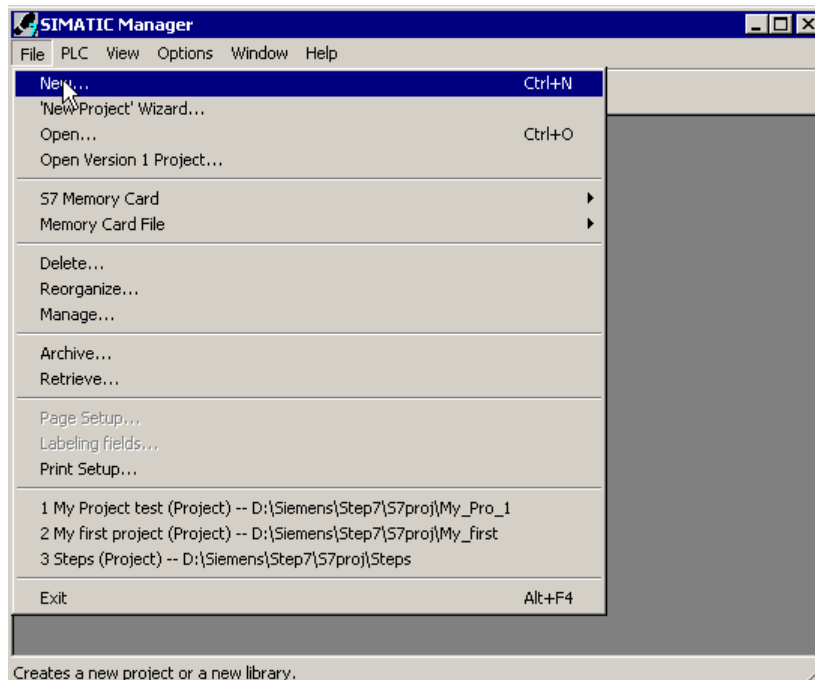 SIMATIC Manager
File PLC View Options Window Help
New... Ctrl+N
'New Project' Wizard...
Open... Ctrl+O
Open Version 1 Project...
S7 Memory Card
Memory Card File
Delete...
Reorganize...
Manage...
Archive...
Retrieve...
Page Setup...
Labeling fields...
Print Setup...
1 My Project test (Project) -- D:\Siemens\Step7\S7proj\My_Pro_1
2 My first project (Project) -- D:\Siemens\Step7\S7proj\My_first
3 Steps (Project) -- D:\Siemens\Step7\S7proj\Steps
Exit Alt+F4
Creates a new project or a new library.